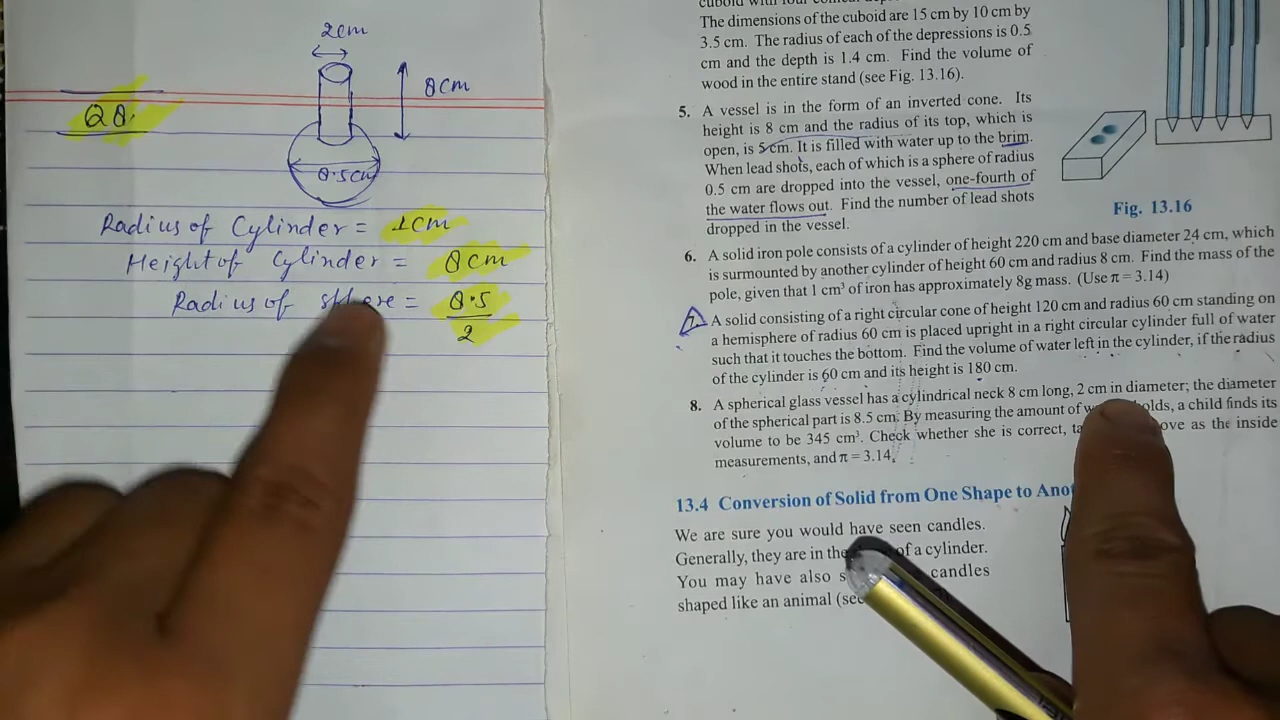 2cm
8cm
Q8.
8.5cm
Radius of Cylinder = 1cm
Height of Cylinder = 8cm
Radius of sphere = 8.5
2
The dimensions of the cuboid are 15 cm by 10 cm by
3.5 cm. The radius of each of the depressions is 0.5
cm and the depth is 1.4 cm. Find the volume of
wood in the entire stand (see Fig. 13.16).
5. A vessel is in the form of an inverted cone. Its
height is 8 cm and the radius of its top, which is
open, is 5 cm. It is filled with water up to the brim.
When lead shots, each of which is a sphere of radius
0.5 cm are dropped into the vessel, one-fourth of
the water flows out. Find the number of lead shots
dropped in the vessel.
Fig. 13.16
6. A solid iron pole consists of a cylinder of height 220 cm and base diameter 24 cm, which
is surmounted by another cylinder of height 60 cm and radius 8 cm. Find the mass of the
pole, given that 1 cm³ of iron has approximately 8g mass. (Use π = 3.14)
7. A solid consisting of a right circular cone of height 120 cm and radius 60 cm standing on
a hemisphere of radius 60 cm is placed upright in a right circular cylinder full of water
such that it touches the bottom. Find the volume of water left in the cylinder, if the radius
of the cylinder is 60 cm and its height is 180 cm.
8. A spherical glass vessel has a cylindrical neck 8 cm long, 2 cm in diameter; the diameter
of the spherical part is 8.5 cm. By measuring the amount of holds, a child finds its
volume to be 345 cm³. Check whether she is correct, as the inside
measurements, and π = 3.14.
13.4 Conversion of Solid from One Shape to
We are sure you would have seen candles.
Generally, they are in the of a cylinder.
You may have also candles
shaped like an animal